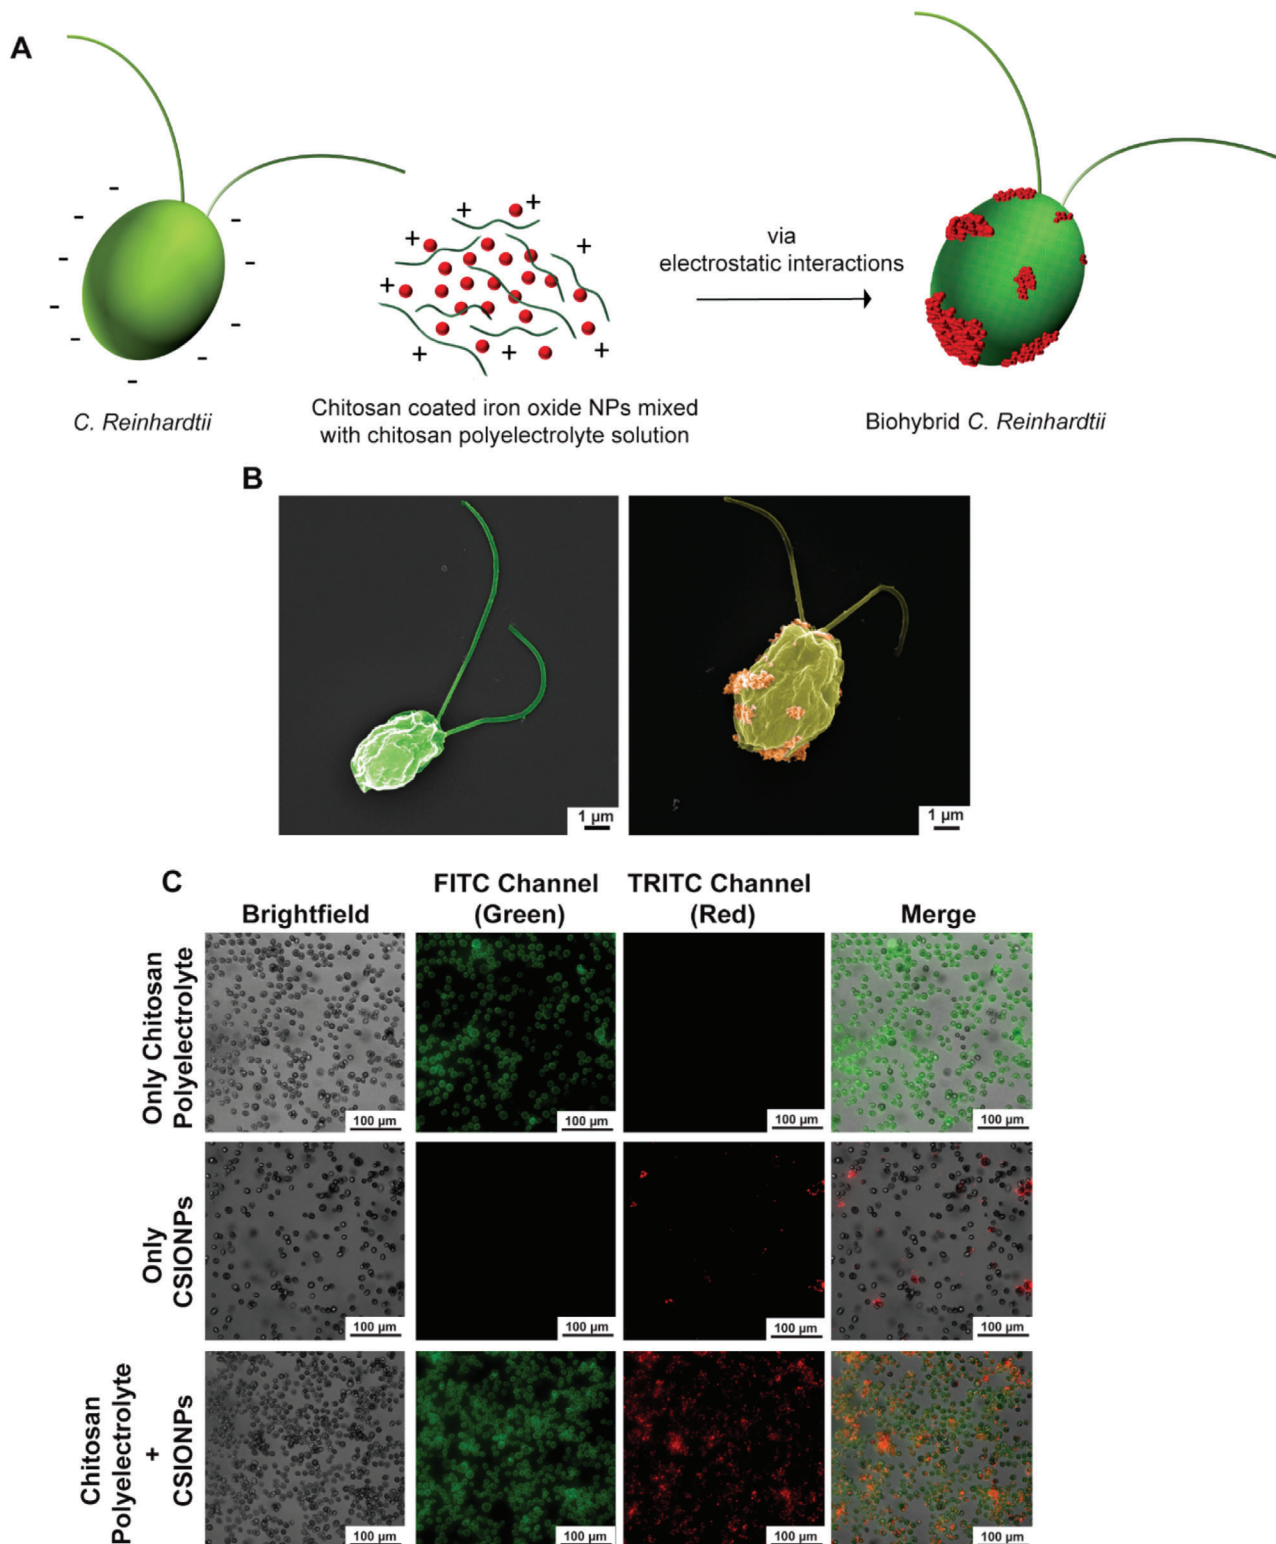 A
- - - - - - - - - - -
+ + + + + + + + +
via
electrostatic interactions
C. Reinhardtii
Chitosan coated iron oxide NPs mixed
with chitosan polyelectrolyte solution
Biohybrid C. Reinhardtii
B
1 µm
1 µm
C
Brightfield
FITC Channel
(Green)
TRITC Channel
(Red)
Merge
Only Chitosan
Polyelectrolyte
100 µm
100 µm
100 µm
100 µm
Only
CSIONPs
100 µm
100 µm
100 µm
100 µm
Chitosan
Polyelectrolyte
+
CSIONPs
100 µm
100 µm
100 µm
100 µm